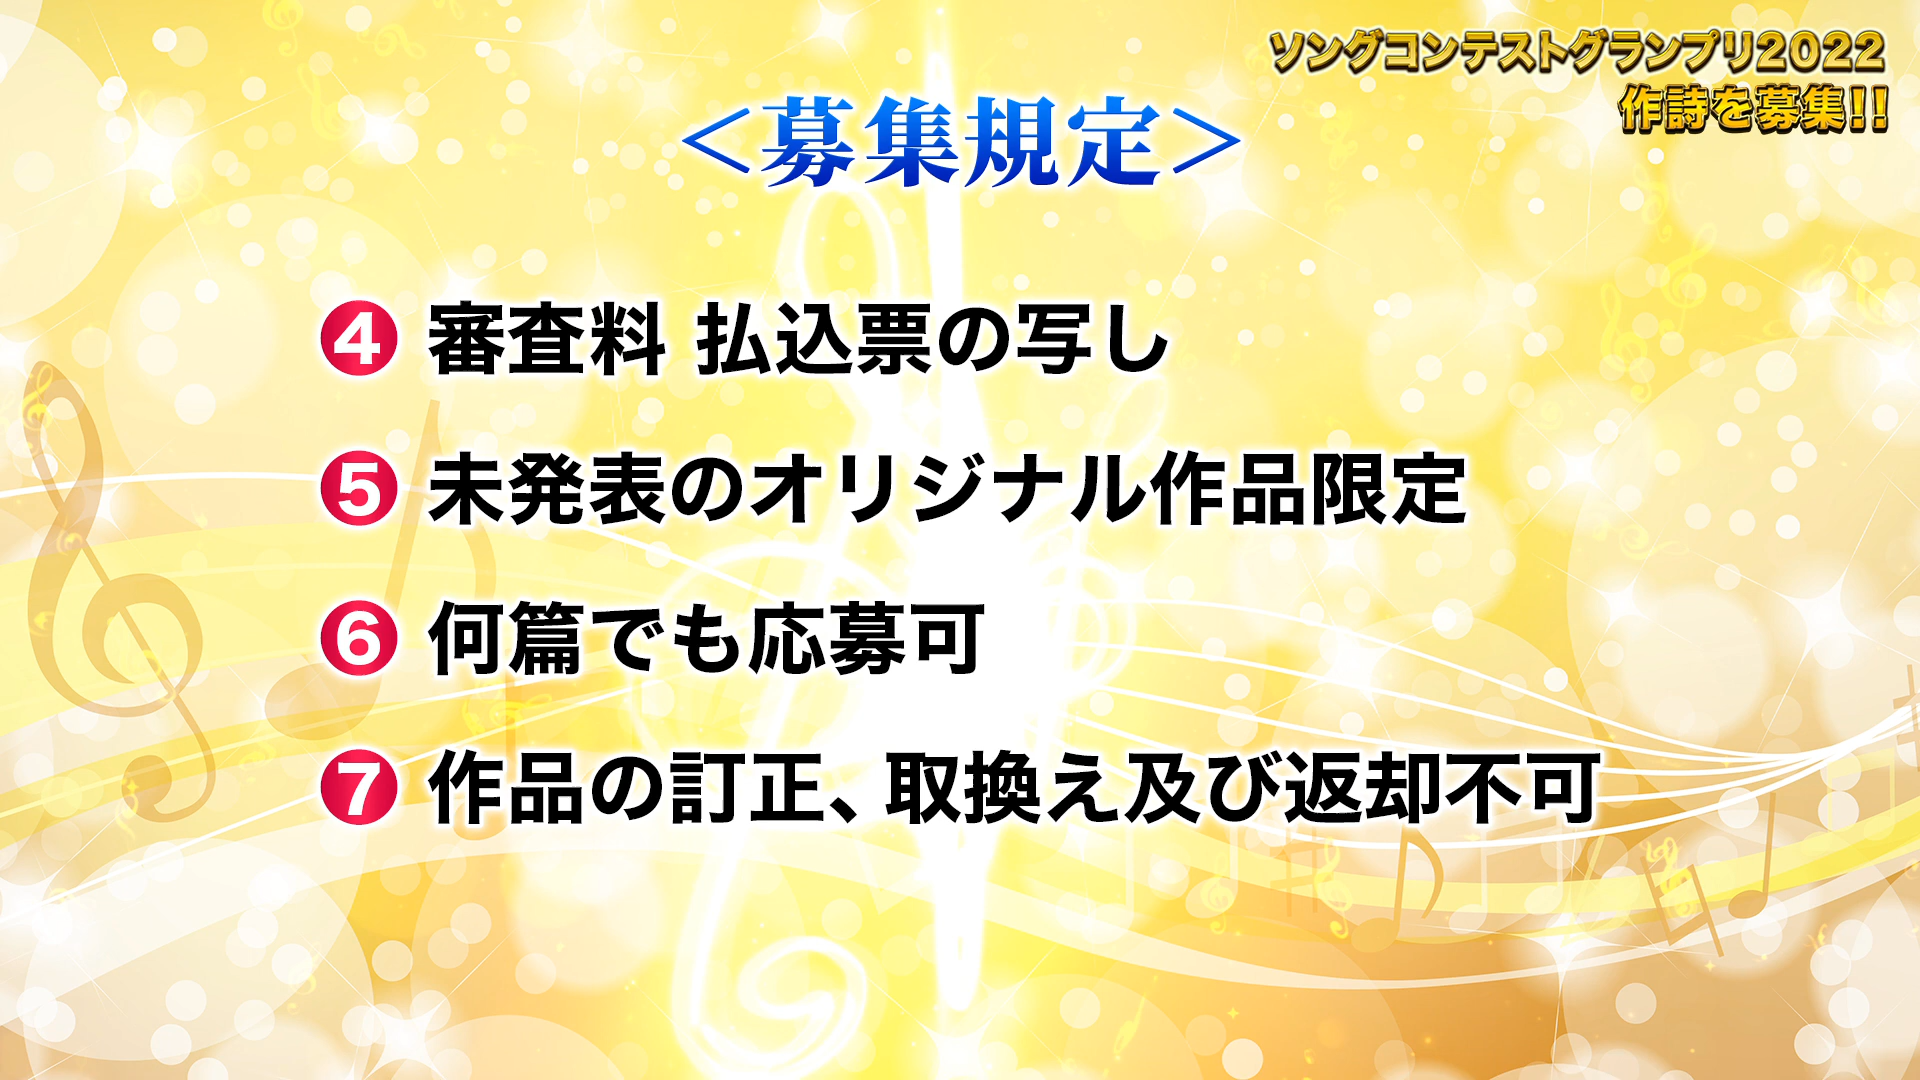 ソングコンテストグランプリ2022
作詩を募集!!
＜募集規定＞
❹ 審査料 払込票の写し
❺ 未発表のオリジナル作品限定
❻ 何篇でも応募可
❼ 作品の訂正、取換え及び返却不可